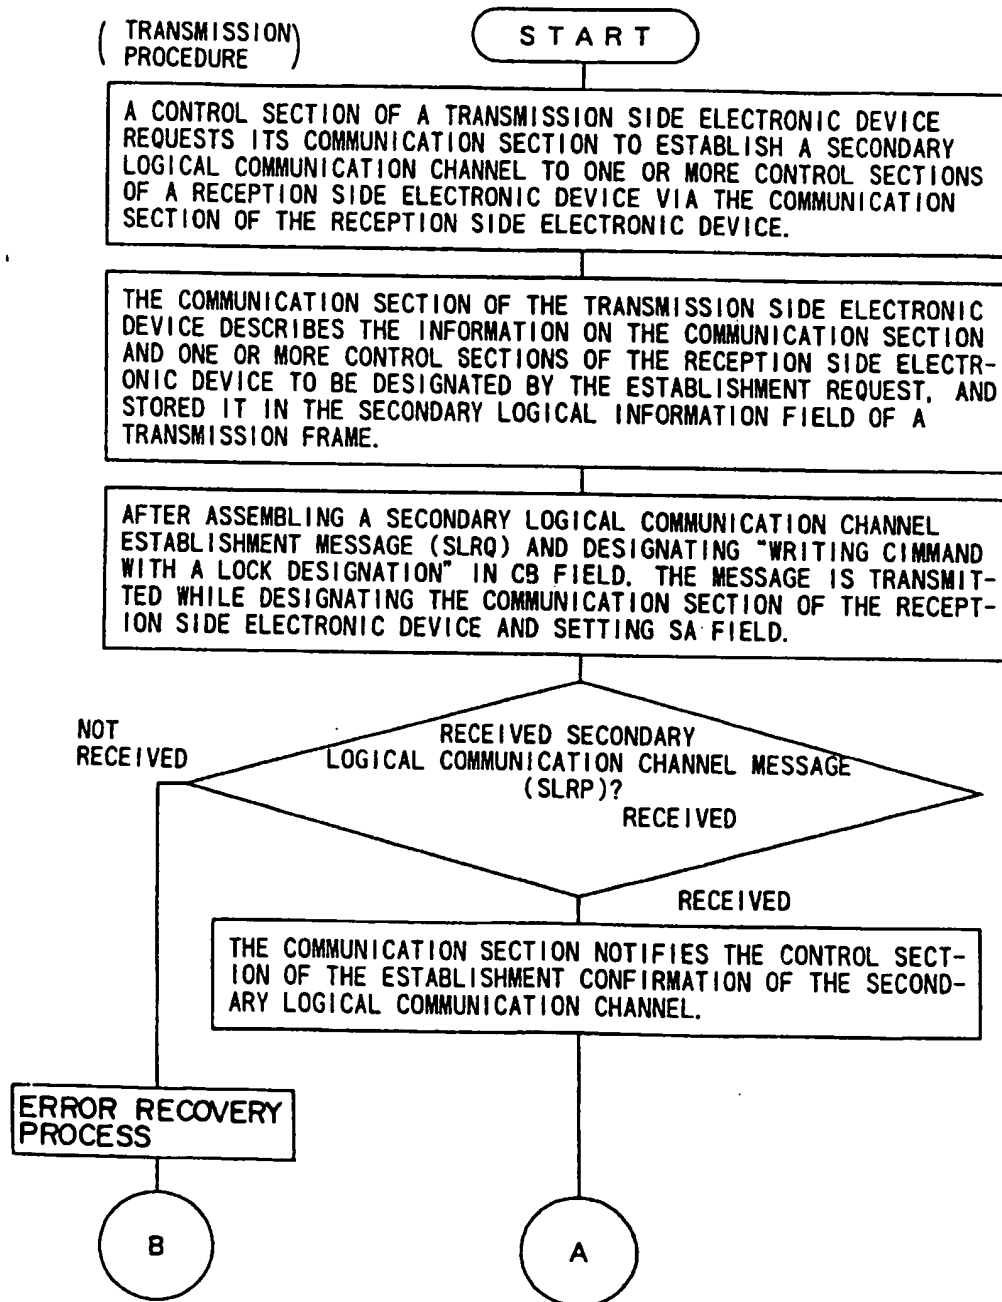 (TRANSMISSION
PROCEDURE)
START
A CONTROL SECTION OF A TRANSMISSION SIDE ELECTRONIC DEVICE
REQUESTS ITS COMMUNICATION SECTION TO ESTABLISH A SECONDARY
LOGICAL COMMUNICATION CHANNEL TO ONE OR MORE CONTROL SECTIONS
OF A RECEPTION SIDE ELECTRONIC DEVICE VIA THE COMMUNICATION
SECTION OF THE RECEPTION SIDE ELECTRONIC DEVICE.
THE COMMUNICATION SECTION OF THE TRANSMISSION SIDE ELECTRONIC
DEVICE DESCRIBES THE INFORMATION ON THE COMMUNICATION SECTION
AND ONE OR MORE CONTROL SECTIONS OF THE RECEPTION SIDE ELECTR-
ONIC DEVICE TO BE DESIGNATED BY THE ESTABLISHMENT REQUEST, AND
STORED IT IN THE SECONDARY LOGICAL INFORMATION FIELD OF A
TRANSMISSION FRAME.
AFTER ASSEMBLING A SECONDARY LOGICAL COMMUNICATION CHANNEL
ESTABLISHMENT MESSAGE (SLRQ) AND DESIGNATING "WRITING CIMMAND
WITH A LOCK DESIGNATION" IN CB FIELD. THE MESSAGE IS TRANSMIT-
TED WHILE DESIGNATING THE COMMUNICATION SECTION OF THE RECEPT-
ION SIDE ELECTRONIC DEVICE AND SETTING SA FIELD.
NOT
RECEIVED
RECEIVED SECONDARY
LOGICAL COMMUNICATION CHANNEL MESSAGE
(SLRP)?
RECEIVED
RECEIVED
THE COMMUNICATION SECTION NOTIFIES THE CONTROL SECT-
ION OF THE ESTABLISHMENT CONFIRMATION OF THE SECOND-
ARY LOGICAL COMMUNICATION CHANNEL.
ERROR RECOVERY
PROCESS
B
A